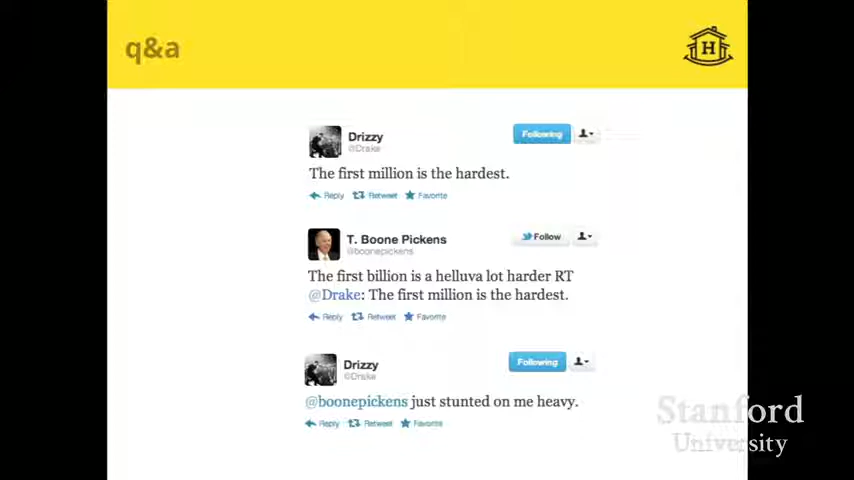 q&a
H
Drizzy
@Drake
Following
The first million is the hardest.
Reply Retweet Favorite
T. Boone Pickens
@boonepickens
Follow
The first billion is a helluva lot harder RT
@Drake: The first million is the hardest.
Reply Retweet Favorite
Drizzy
@Drake
Following
@boonepickens just stunted on me heavy.
Reply Retweet Favorite
Stanford
University